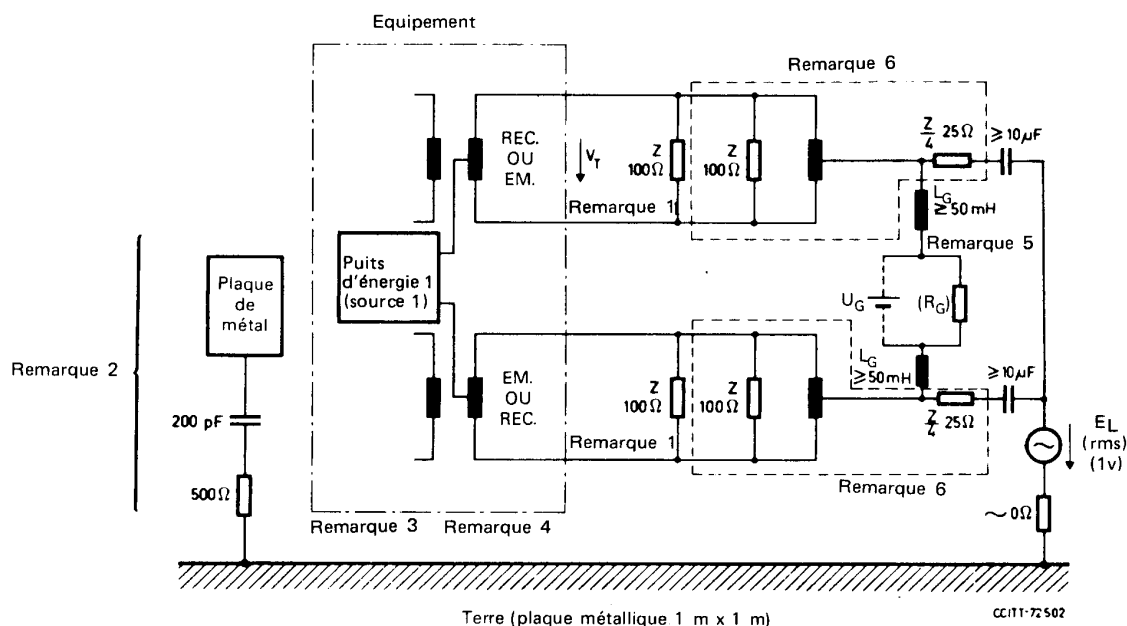 Equipement
Remarque 6
REC.
OU
EM.
V_T
Z
100Ω
Z
100Ω
Z/4 25Ω
≥10µF
Remarque 1
L_G
≥50mH
Remarque 5
Plaque
de
métal
Puits
d'énergie 1
(source 1)
U_G
(R_G)
Remarque 2
200 pF
500Ω
EM.
OU
REC.
Z
100Ω
Z
100Ω
L_G
≥50mH
≥10µF
Z/4 25Ω
Remarque 1
Remarque 6
E_L
(rms)
(1v)
~0Ω
Remarque 3
Remarque 4
Terre (plaque métallique 1 m x 1 m)
CCITT-72502